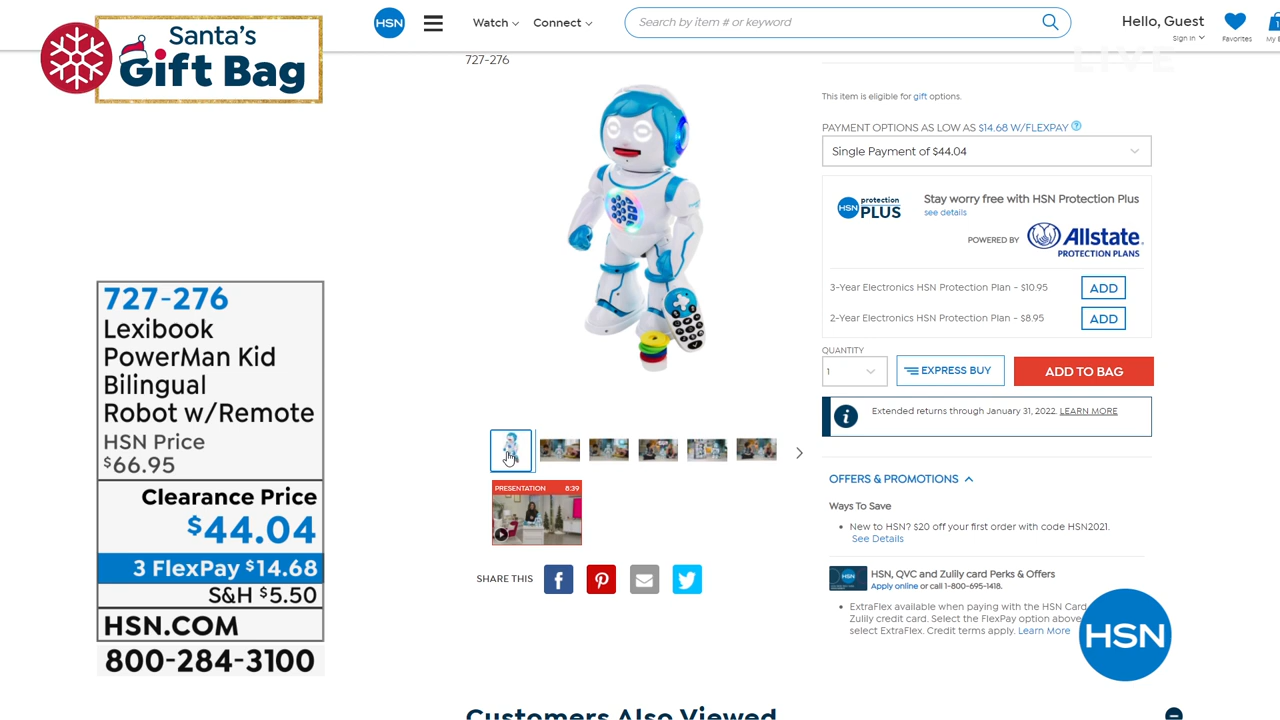 Santa's
Gift Bag
727-276
Lexibook
PowerMan Kid
Bilingual
Robot w/Remote
HSN Price
$66.95
Clearance Price
$44.04
3 FlexPay $14.68
S&H $5.50
HSN.COM
800-284-3100
HSN
Watch
Connect
Search by item # or keyword
Hello, Guest
Sign In
Favorites
1
LIVE
727-276
This item is eligible for gift options.
PAYMENT OPTIONS AS LOW AS $14.68 W/FLEXPAY ?
Single Payment of $44.04
HSN protection PLUS
Stay worry free with HSN Protection Plus
see details
POWERED BY Allstate.
PROTECTION PLANS
3-Year Electronics HSN Protection Plan - $10.95 ADD
2-Year Electronics HSN Protection Plan - $8.95 ADD
QUANTITY
1
EXPRESS BUY
ADD TO BAG
i
Extended returns through January 31, 2022. LEARN MORE
PRESENTATION 8:39
SHARE THIS
OFFERS & PROMOTIONS
Ways To Save
• New to HSN? $20 off your first order with code HSN2021.
See Details
HSN
HSN, QVC and Zulily card Perks & Offers
Apply online or call 1-800-695-1418.
• ExtraFlex available when paying with the HSN Card
Zulily credit card. Select the FlexPay option above
select ExtraFlex. Credit terms apply. Learn More
HSN
Customers Also Viewed